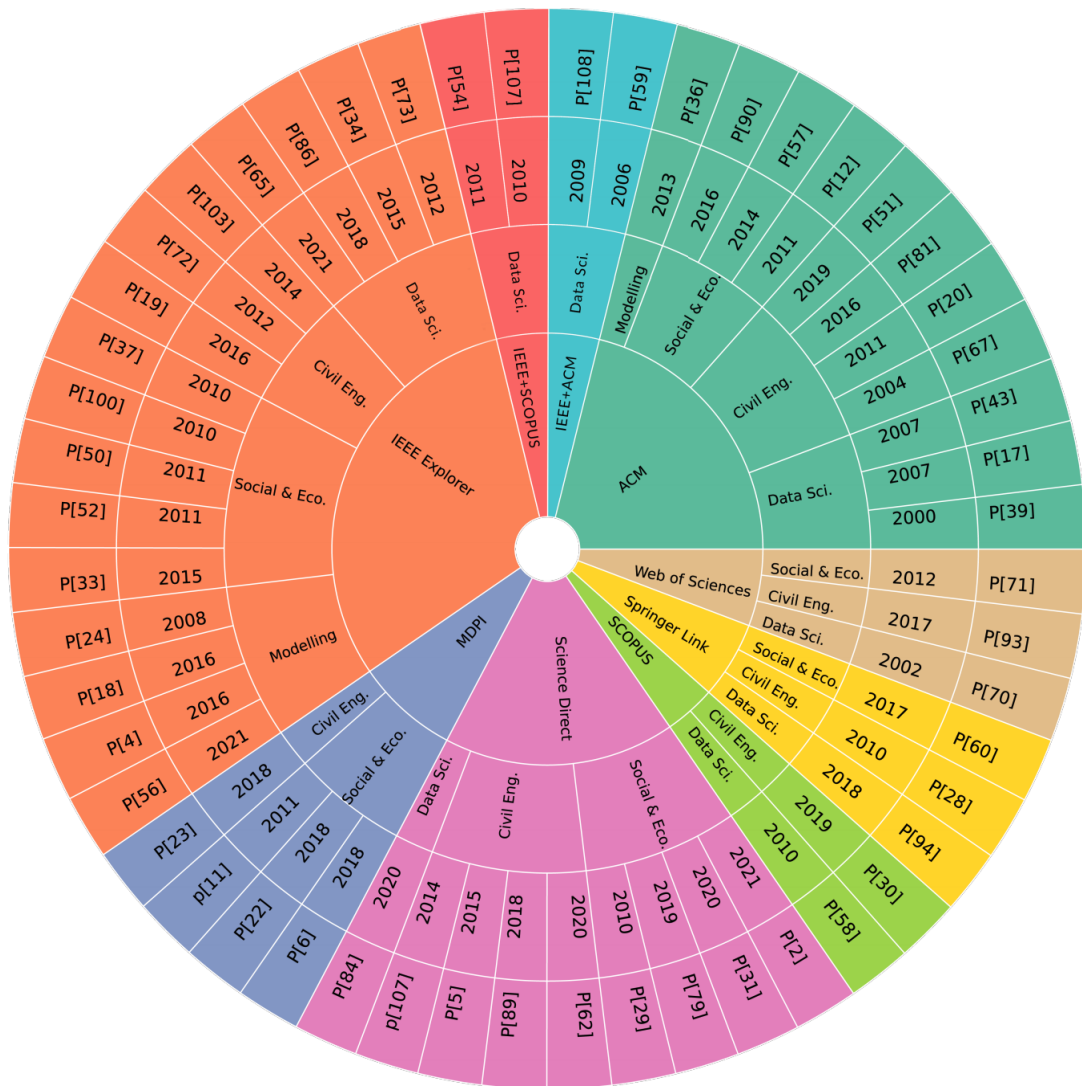 IEEE+ACM
Data Sci.
2009
P[108]
2006
P[59]
ACM
Modelling
2013
P[36]
Social & Eco.
2016
P[90]
2014
P[57]
2011
P[12]
Civil Eng.
2019
P[51]
2016
P[81]
2011
P[20]
2004
P[67]
Data Sci.
2007
P[43]
2007
P[17]
2000
P[39]
Web of Sciences
Social & Eco.
2012
P[71]
Civil Eng.
2017
P[93]
Data Sci.
2002
P[70]
Springer Link
Social & Eco.
2017
P[60]
Civil Eng.
2010
P[28]
Data Sci.
2018
P[94]
SCOPUS
Civil Eng.
2019
P[30]
Data Sci.
2010
P[58]
Science Direct
Social & Eco.
2021
P[2]
2020
P[31]
2019
P[79]
2010
P[29]
Civil Eng.
2020
P[62]
2018
P[89]
2015
P[5]
2014
p[107]
Data Sci.
2020
P[84]
MDPI
Social & Eco.
2018
P[6]
2018
P[22]
2011
p[11]
Civil Eng.
2018
P[23]
IEEE Explorer
Modelling
2021
P[56]
2016
P[4]
2016
P[18]
2008
P[24]
Social & Eco.
2015
P[33]
2011
P[52]
2011
P[50]
2010
P[100]
2010
P[37]
Civil Eng.
2016
P[19]
2012
P[72]
2014
P[103]
Data Sci.
2021
P[65]
2018
P[86]
2015
P[34]
2012
P[73]
IEEE+SCOPUS
Data Sci.
2011
P[54]
2010
P[107]